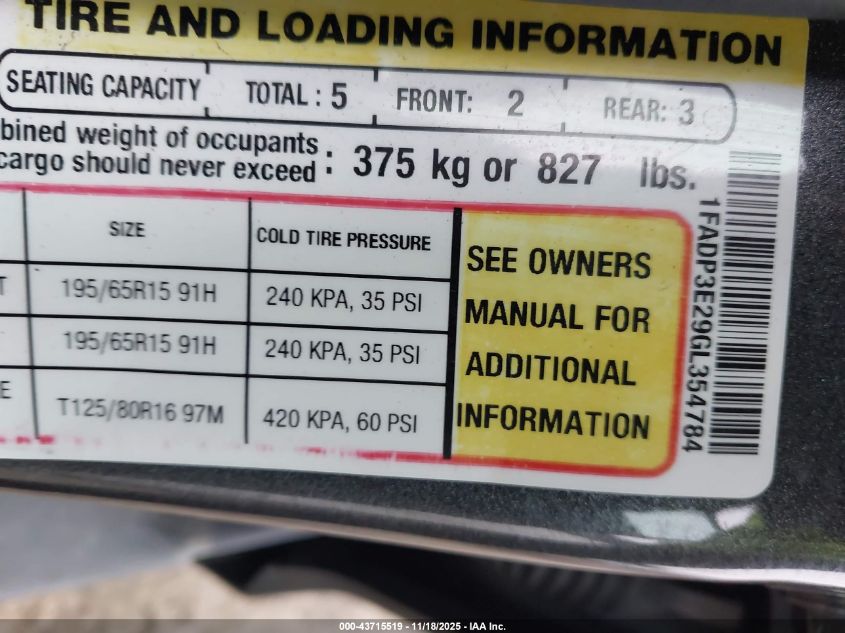 TIRE AND LOADING INFORMATION
SEATING CAPACITY TOTAL : 5 FRONT: 2 REAR: 3
bined weight of occupants
cargo should never exceed : 375 kg or 827 lbs.
SIZE COLD TIRE PRESSURE
T 195/65R15 91H 240 KPA, 35 PSI
195/65R15 91H 240 KPA, 35 PSI
E T125/80R16 97M 420 KPA, 60 PSI
SEE OWNERS
MANUAL FOR
ADDITIONAL
INFORMATION
1FADP3E29GL354784
000-43715519 - 11/18/2025 - IAA Inc.